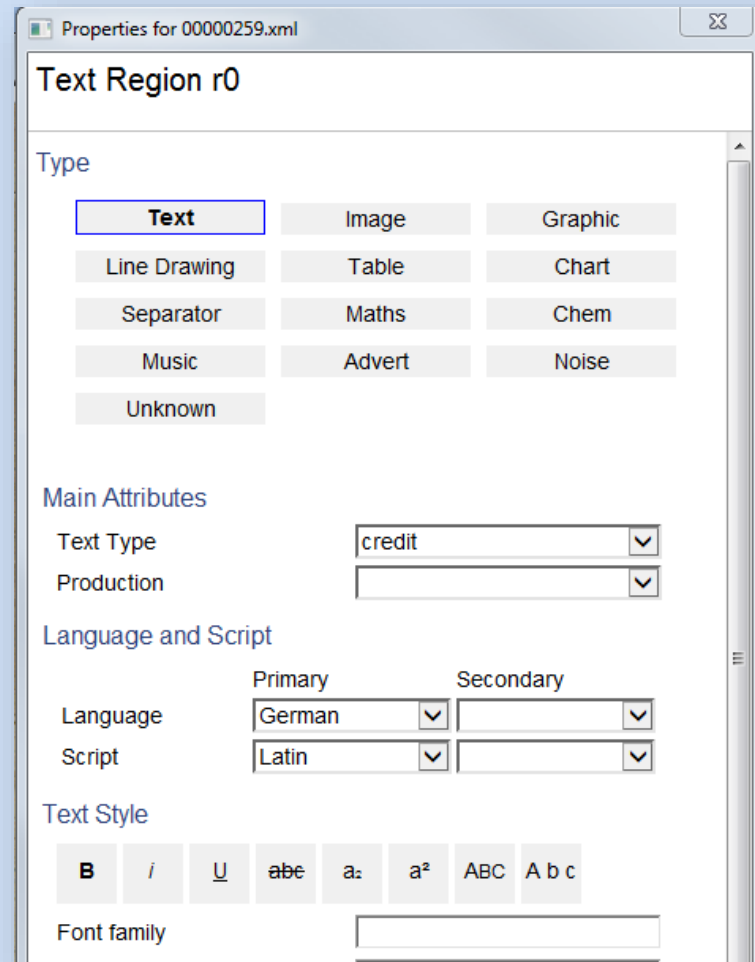 Properties for 00000259.xml
Text Region r0
Type
Text Image Graphic
Line Drawing Table Chart
Separator Maths Chem
Music Advert Noise
Unknown
Main Attributes
Text Type credit
Production
Language and Script
Primary Secondary
Language German
Script Latin
Text Style
B i U abc a₂ a² ABC A b c
Font family